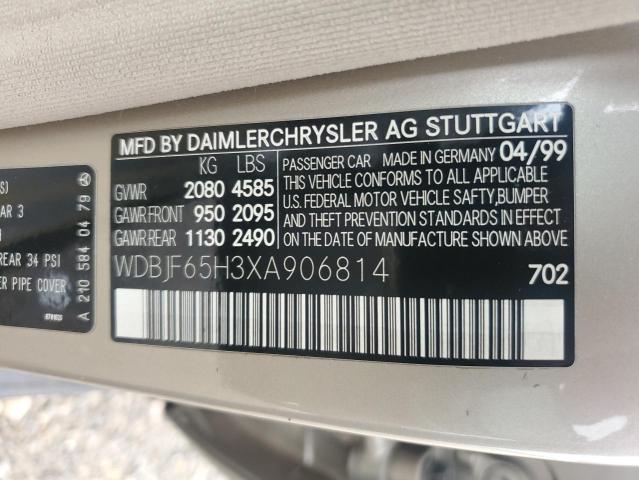 MFD BY DAIMLERCHRYSLER AG STUTTGART
KG LBS
GVWR 2080 4585
GAWR.FRONT 950 2095
GAWR.REAR 1130 2490
PASSENGER CAR MADE IN GERMANY 04/99
THIS VEHICLE CONFORMS TO ALL APPLICABLE
U.S. FEDERAL MOTOR VEHICLE SAFTY,BUMPER
AND THEFT PREVENTION STANDARDS IN EFFECT
ON THE DATE OF MANUFACTURE SHOWN ABOVE
WDBJF65H3XA906814
702
S)
AR 3
REAR 34 PSI
ER PIPE COVER
A 210 584 04 79